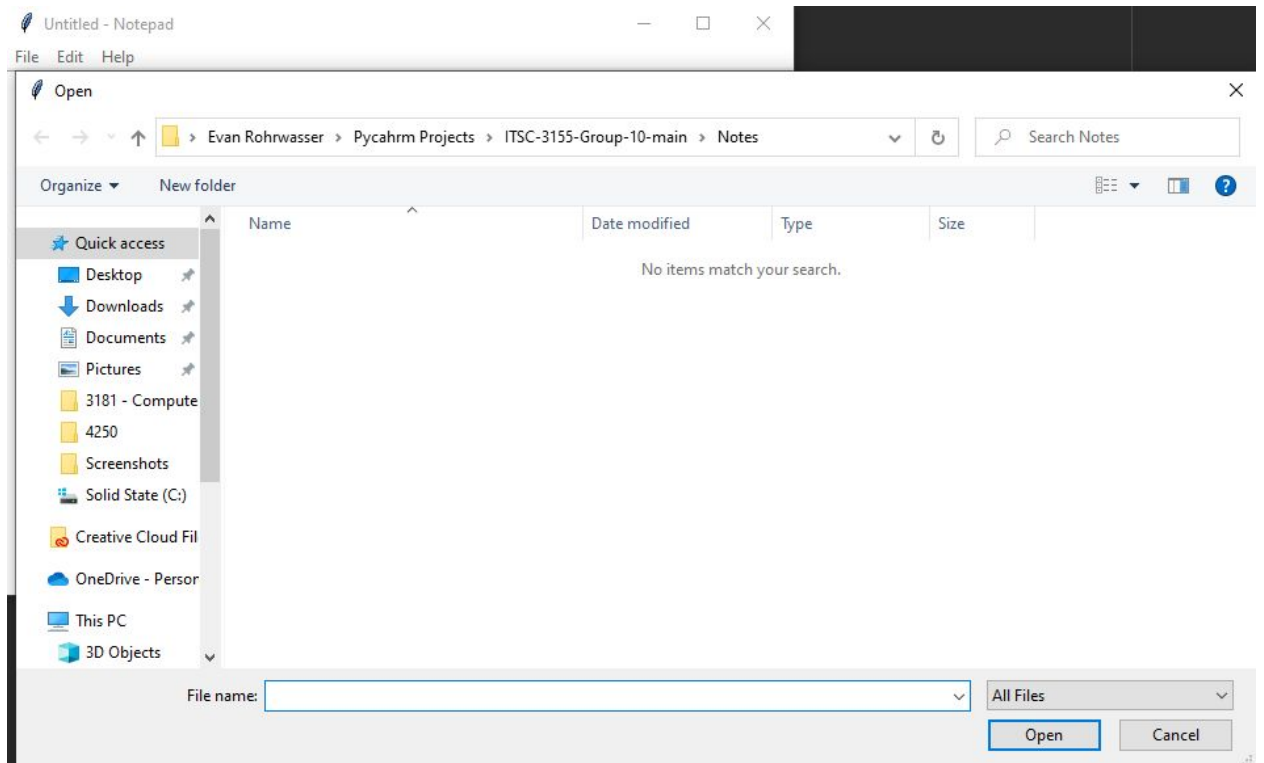 Untitled - Notepad
File Edit Help
Open
Evan Rohrwasser > Pycahrm Projects > ITSC-3155-Group-10-main > Notes
Search Notes
Organize
New folder
Name
Date modified
Type
Size
No items match your search.
Quick access
Desktop
Downloads
Documents
Pictures
3181 - Compute
4250
Screenshots
Solid State (C:)
Creative Cloud Fil
OneDrive - Person
This PC
3D Objects
File name:
All Files
Open
Cancel